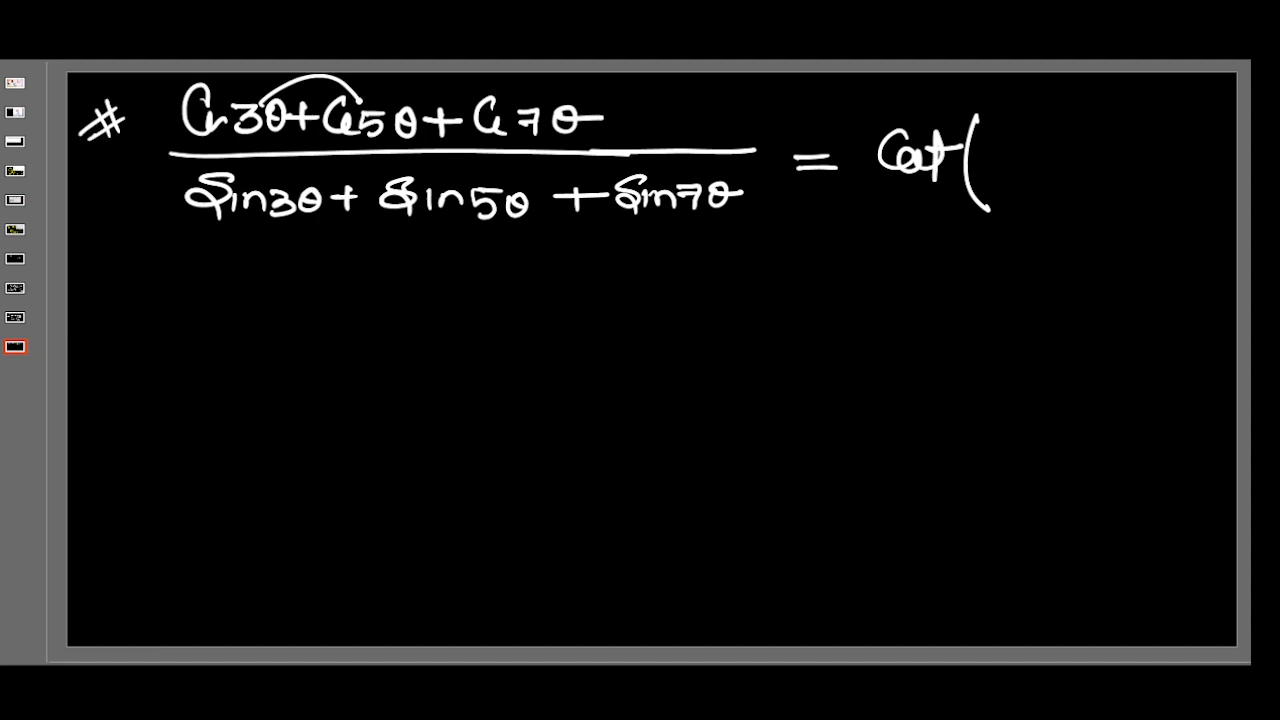 # Cos3θ+Cos5θ+Cos7θ
Sin3θ+ Sin5θ +Sin7θ
= Cot(